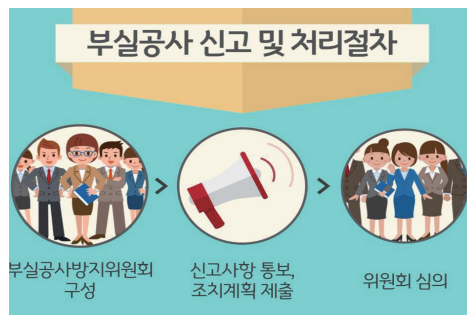 부실공사 신고 및 처리절차
부실공사방지위원회
구성
>
신고사항 통보,
조치계획 제출
>
위원회 심의